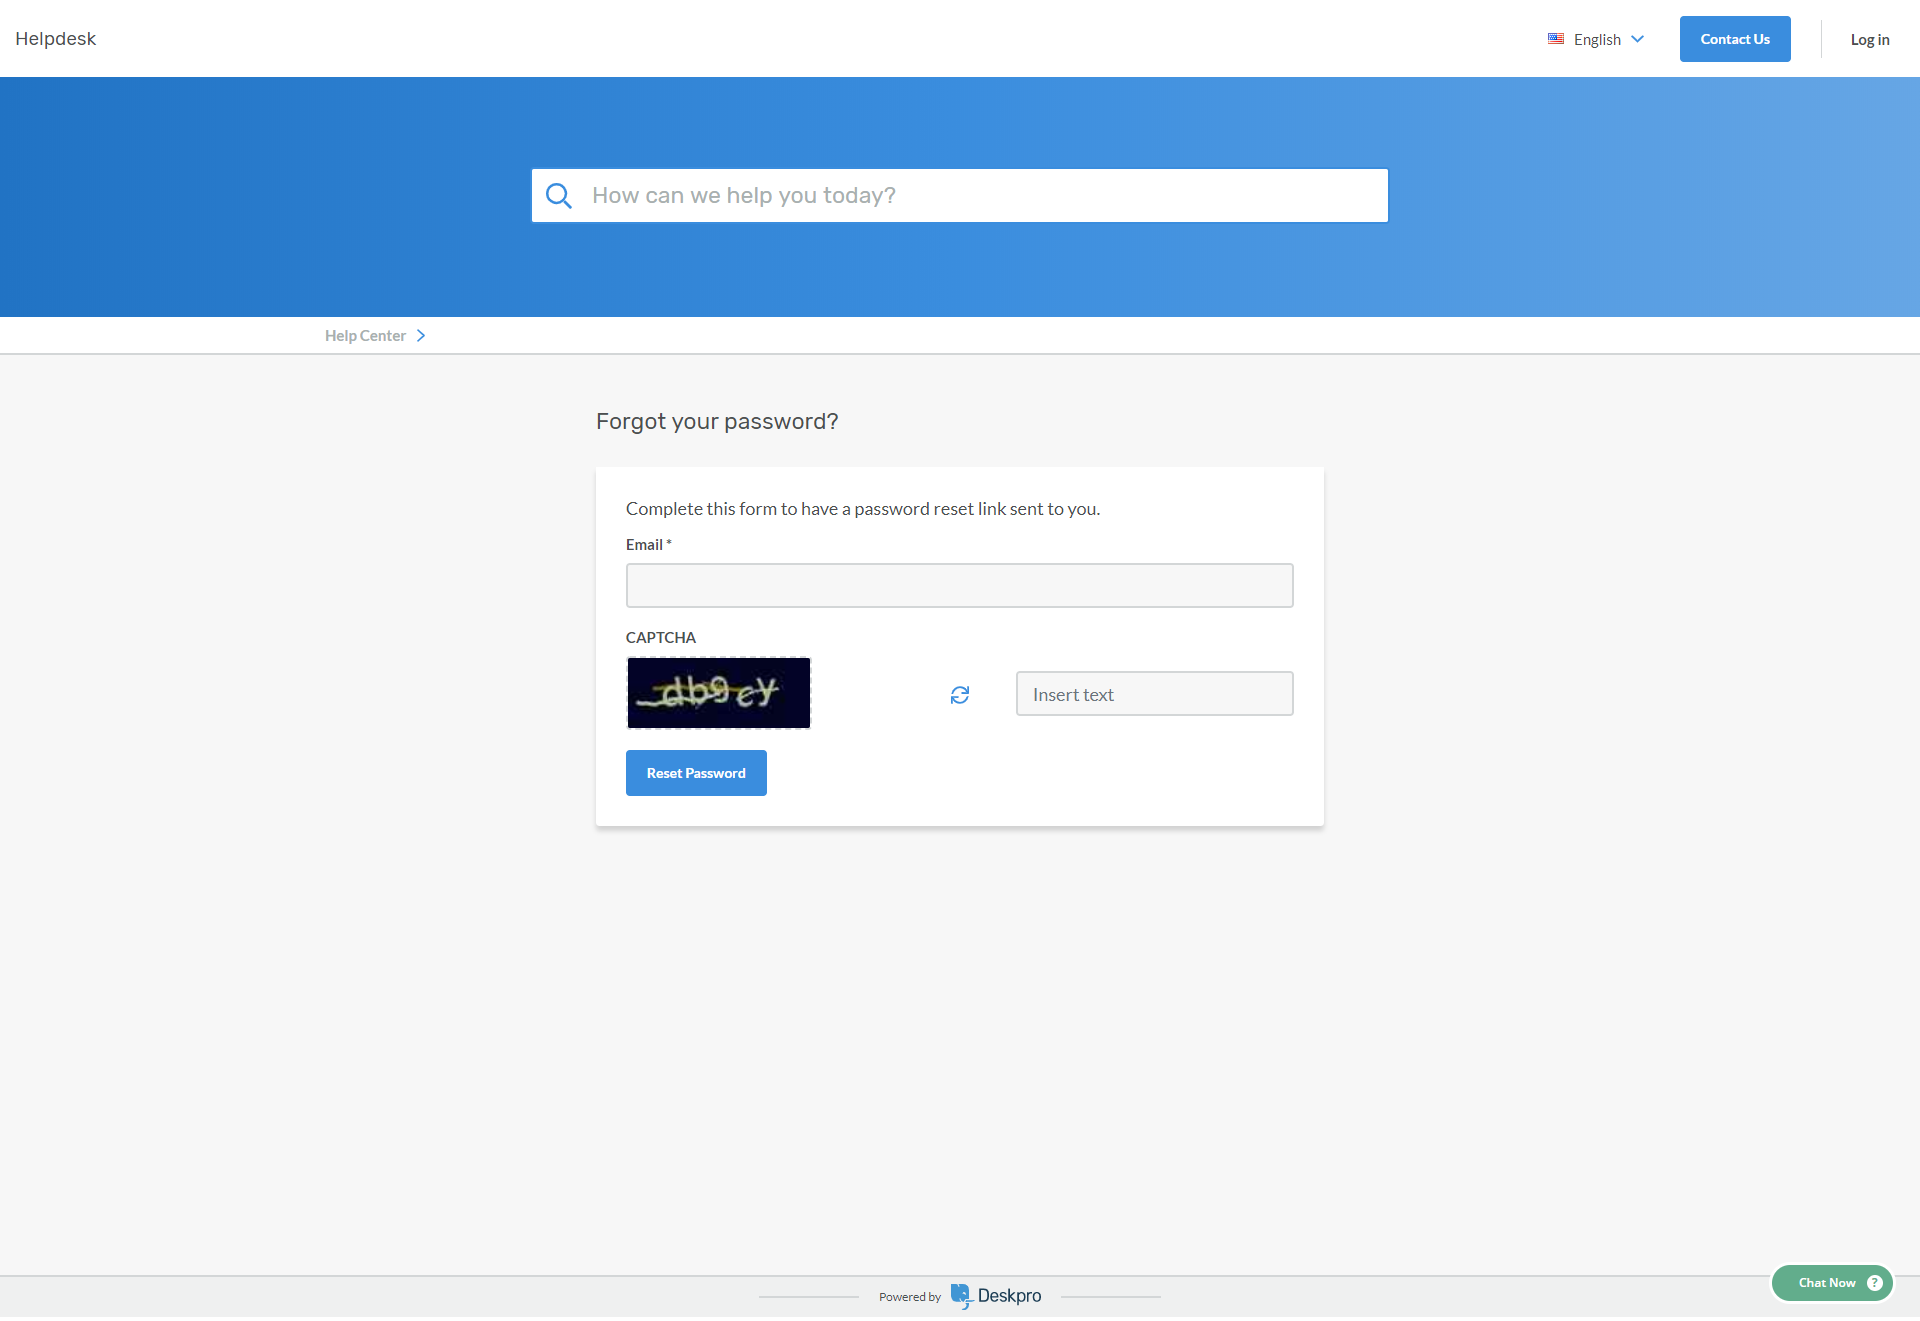 Helpdesk
English
Contact Us
Log in
How can we help you today?
Help Center
Forgot your password?
Complete this form to have a password reset link sent to you.
Email *
CAPTCHA
Insert text
Reset Password
Chat Now ?
Powered by Deskpro